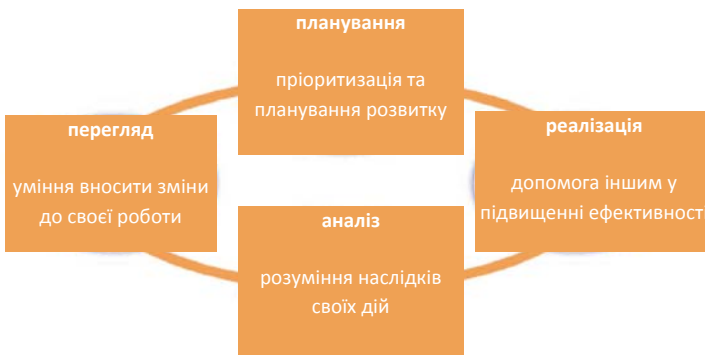 планування
пріоритизація та
планування розвитку
реалізація
допомога іншим у
підвищенні ефективност
аналіз
розуміння наслідків
своїх дій
перегляд
уміння вносити зміни
до своєї роботи